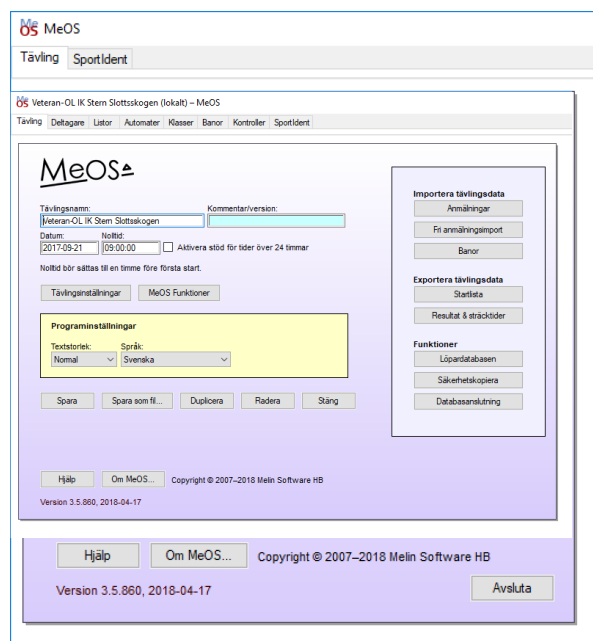 MeOS MeOS
Tävling SportIdent
MeOS Veteran-OL IK Stern Slottsskogen (lokalt) – MeOS
Tävling Deltagare Listor Automater Klasser Banor Kontroller SportIdent
MeOS
Tävlingsnamn: Kommentar/version:
Veteran-OL IK Stern Slottsskogen
Datum: Nolltid:
2017-09-21 09:00:00 Aktivera stöd för tider över 24 timmar
Nolltid bör sättas till en timme före första start.
Tävlingsinställningar MeOS Funktioner
Programinställningar
Textstorlek: Språk:
Normal Svenska
Spara Spara som fil... Duplicera Radera Stäng
Importera tävlingsdata
Anmälningar
Fri anmälningsimport
Banor
Exportera tävlingsdata
Startlista
Resultat & sträcktider
Funktioner
Löpardatabasen
Säkerhetskopiera
Databasanslutning
Hjälp Om MeOS... Copyright © 2007–2018 Melin Software HB
Version 3.5.860, 2018-04-17
Hjälp Om MeOS... Copyright © 2007–2018 Melin Software HB
Version 3.5.860, 2018-04-17 Avsluta